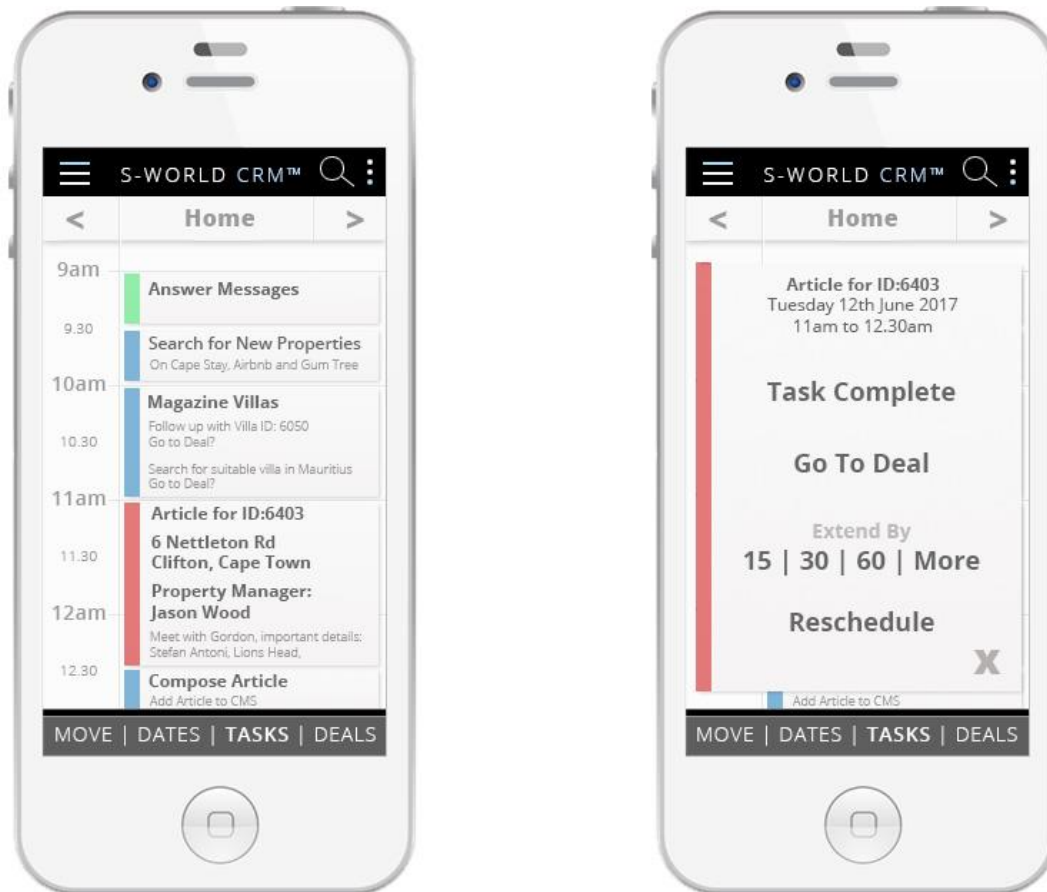 S-WORLD CRM™
< Home >
9am
Answer Messages
9.30
Search for New Properties
On Cape Stay, Airbnb and Gum Tree
10am
Magazine Villas
Follow up with Villa ID: 6050
10.30
Go to Deal?
Search for suitable villa in Mauritius
Go to Deal?
11am
Article for ID:6403
6 Nettleton Rd
11.30
Clifton, Cape Town
Property Manager:
12am
Jason Wood
Meet with Gordon, important details:
Stefan Antoni, Lions Head,
12.30
Compose Article
Add Article to CMS
MOVE | DATES | TASKS | DEALS
S-WORLD CRM™
< Home >
Article for ID:6403
Tuesday 12th June 2017
11am to 12.30am
Task Complete
Go To Deal
Extend By
15 | 30 | 60 | More
Reschedule
X
Add Article to CMS
MOVE | DATES | TASKS | DEALS